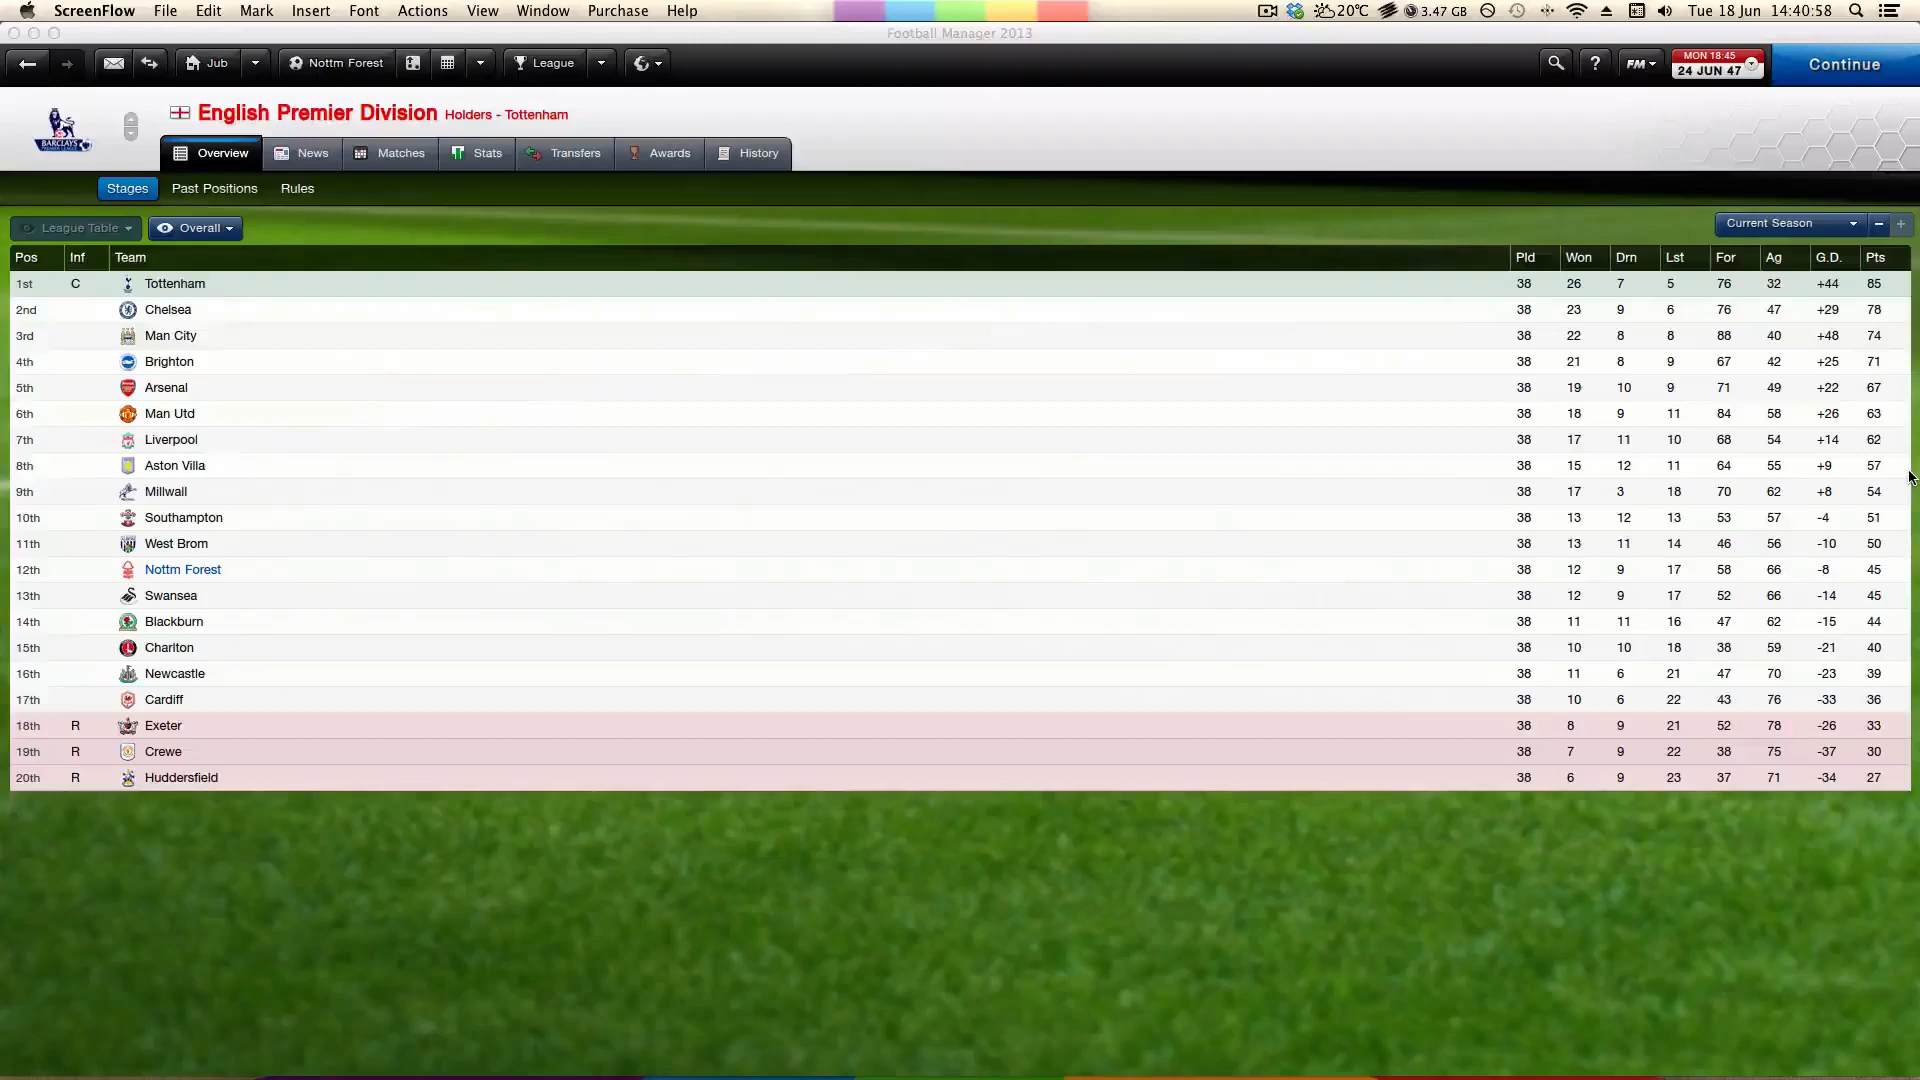 ScreenFlow File Edit Mark Insert Font Actions View Window Purchase Help 20°C 3.47 GB Tue 18 Jun 14:40:58
Football Manager 2013
Jub Nottm Forest League ? FM MON 18:45 24 JUN 47 Continue
English Premier Division Holders - Tottenham
BARCLAYS
Overview News Matches Stats Transfers Awards History
Stages Past Positions Rules
League Table Overall Current Season
Pos Inf Team Pld Won Drn Lst For Ag G.D. Pts
1st C Tottenham 38 26 7 5 76 32 +44 85
2nd Chelsea 38 23 9 6 76 47 +29 78
3rd Man City 38 22 8 8 88 40 +48 74
4th Brighton 38 21 8 9 67 42 +25 71
5th Arsenal 38 19 10 9 71 49 +22 67
6th Man Utd 38 18 9 11 84 58 +26 63
7th Liverpool 38 17 11 10 68 54 +14 62
8th Aston Villa 38 15 12 11 64 55 +9 57
9th Millwall 38 17 3 18 70 62 +8 54
10th Southampton 38 13 12 13 53 57 -4 51
11th West Brom 38 13 11 14 46 56 -10 50
12th Nottm Forest 38 12 9 17 58 66 -8 45
13th Swansea 38 12 9 17 52 66 -14 45
14th Blackburn 38 11 11 16 47 62 -15 44
15th Charlton 38 10 10 18 38 59 -21 40
16th Newcastle 38 11 6 21 47 70 -23 39
17th Cardiff 38 10 6 22 43 76 -33 36
18th R Exeter 38 8 9 21 52 78 -26 33
19th R Crewe 38 7 9 22 38 75 -37 30
20th R Huddersfield 38 6 9 23 37 71 -34 27